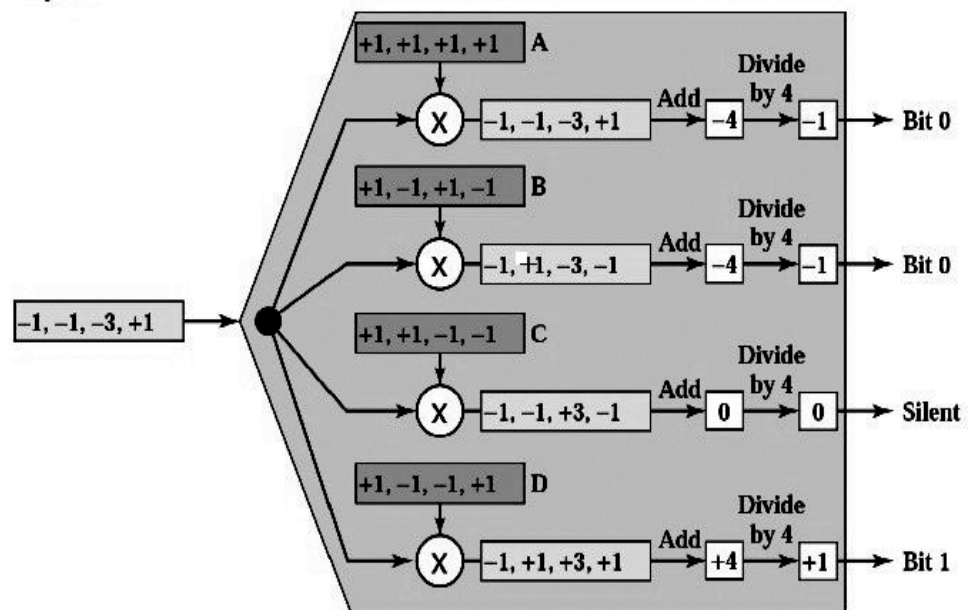 +1, +1, +1, +1 A
Divide
by 4
Add
X
−1, −1, −3, +1
−4
−1
Bit 0
+1, −1, +1, −1 B
Divide
by 4
Add
X
−1, +1, −3, −1
−4
−1
Bit 0
−1, −1, −3, +1
+1, +1, −1, −1 C
Divide
by 4
Add
X
−1, −1, +3, −1
0
0
Silent
+1, −1, −1, +1 D
Divide
by 4
Add
X
−1, +1, +3, +1
+4
+1
Bit 1